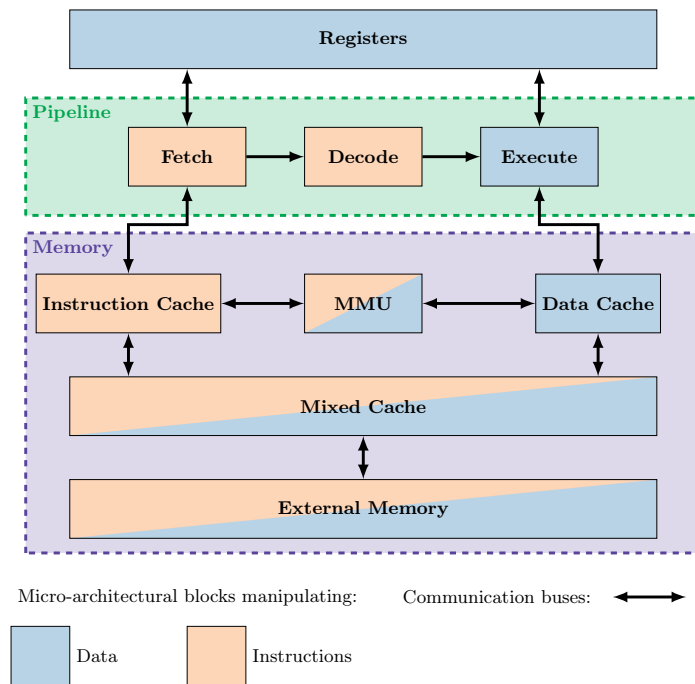 Registers
Pipeline
Fetch
Decode
Execute
Memory
Instruction Cache
MMU
Data Cache
Mixed Cache
External Memory
Micro-architectural blocks manipulating:
Communication buses:
Data
Instructions